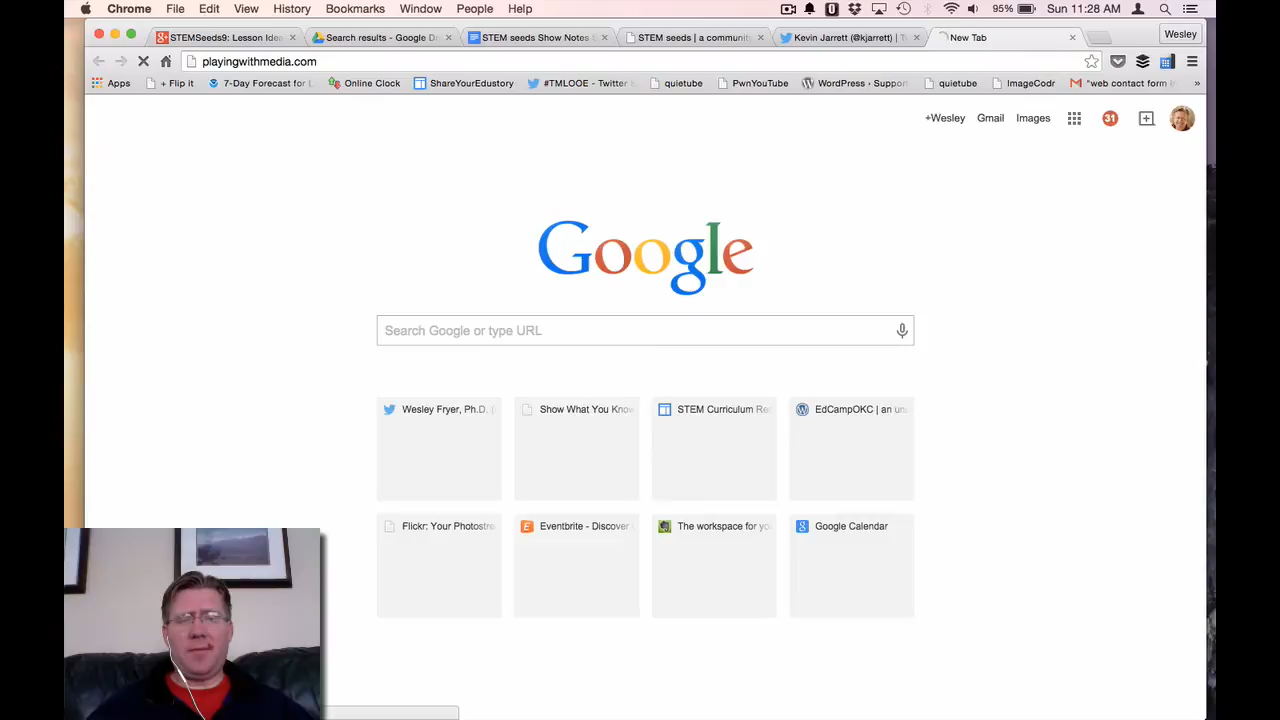 Chrome File Edit View History Bookmarks Window People Help 95% Sun 11:28 AM
STEMSeeds9: Lesson Idea Search results - Google D STEM seeds Show Notes STEM seeds | a communit Kevin Jarrett (@kjarrett) | T New Tab Wesley
playingwithmedia.com
Apps + Flip it 7-Day Forecast for L Online Clock ShareYourEdustory #TMLOOE - Twitter quietube PwnYouTube WordPress › Support quietube ImageCodr "web contact form in »
+Wesley Gmail Images 31
Google
Search Google or type URL
Wesley Fryer, Ph.D. ( Show What You Know STEM Curriculum Re EdCampOKC | an un
Flickr: Your Photostre Eventbrite - Discover The workspace for yo Google Calendar